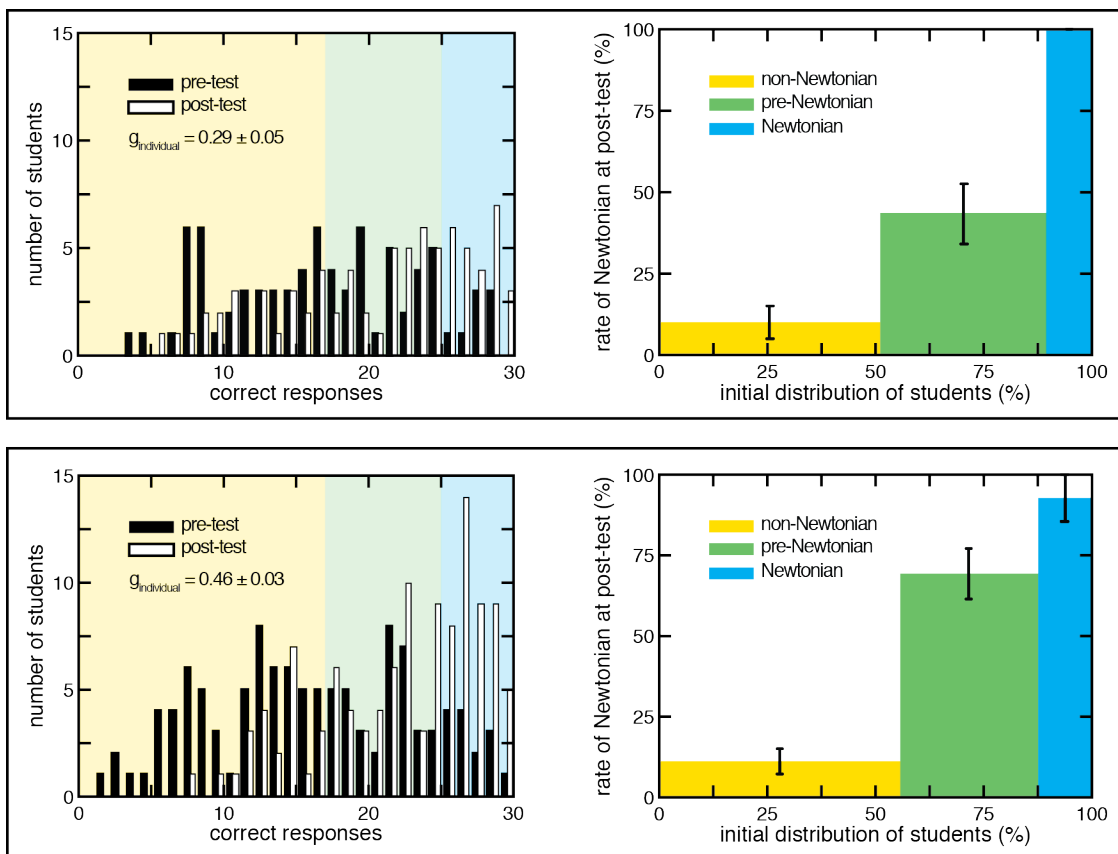 15
10
5
0
0
10
20
30
number of students
correct responses
pre-test
post-test
g individual = 0.29 ± 0.05
100
75
50
25
0
0
25
50
75
100
rate of Newtonian at post-test (%)
initial distribution of students (%)
non-Newtonian
pre-Newtonian
Newtonian
15
10
5
0
0
10
20
30
number of students
correct responses
pre-test
post-test
g individual = 0.46 ± 0.03
100
75
50
25
0
0
25
50
75
100
rate of Newtonian at post-test (%)
initial distribution of students (%)
non-Newtonian
pre-Newtonian
Newtonian